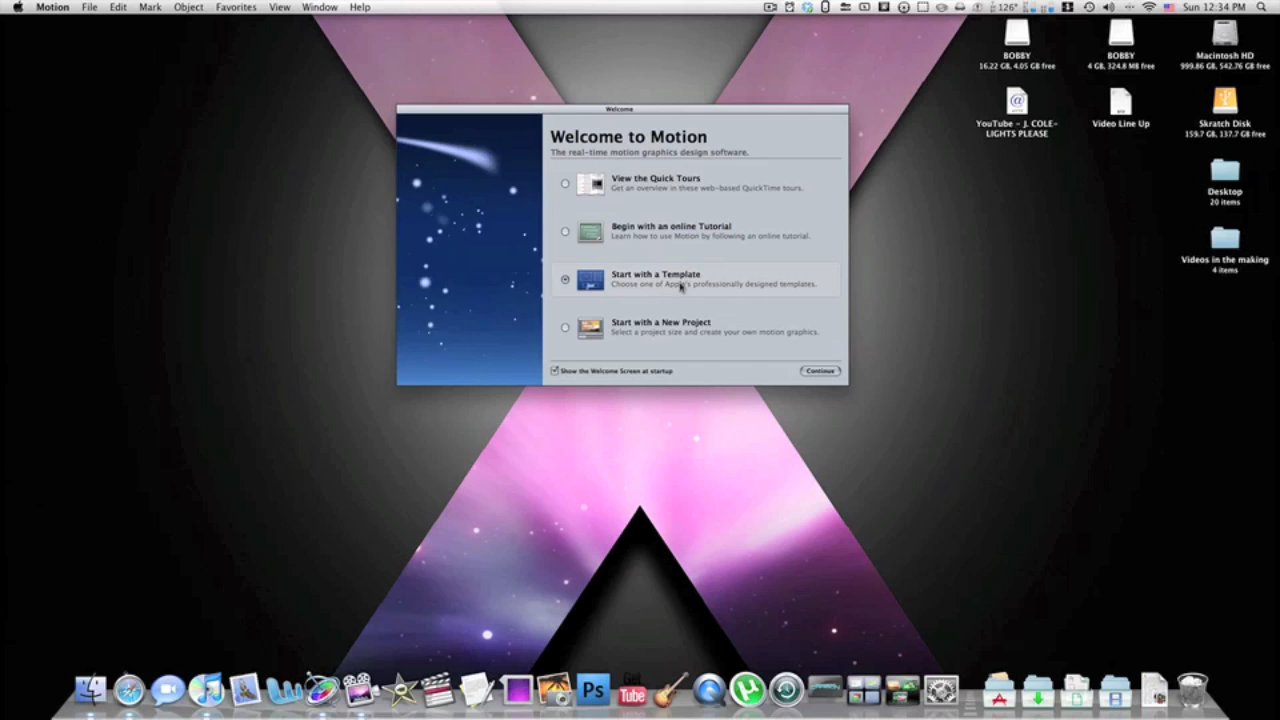 Motion File Edit Mark Object Favorites View Window Help
126° Sun 12:34 PM
BOBBY
16.22 GB, 4.05 GB free
BOBBY
4 GB, 324.8 MB free
Macintosh HD
999.86 GB, 542.76 GB free
YouTube - J. COLE-
LIGHTS PLEASE
Video Line Up
Skratch Disk
159.7 GB, 137.7 GB free
Desktop
20 items
Videos in the making
4 items
Welcome
Welcome to Motion
The real-time motion graphics design software.
View the Quick Tours
Get an overview in these web-based QuickTime tours.
Begin with an online Tutorial
Learn how to use Motion by following an online tutorial.
Start with a Template
Choose one of Apple's professionally designed templates.
Start with a New Project
Select a project size and create your own motion graphics.
Show the Welcome Screen at startup
Continue
Ps
Get
Tube